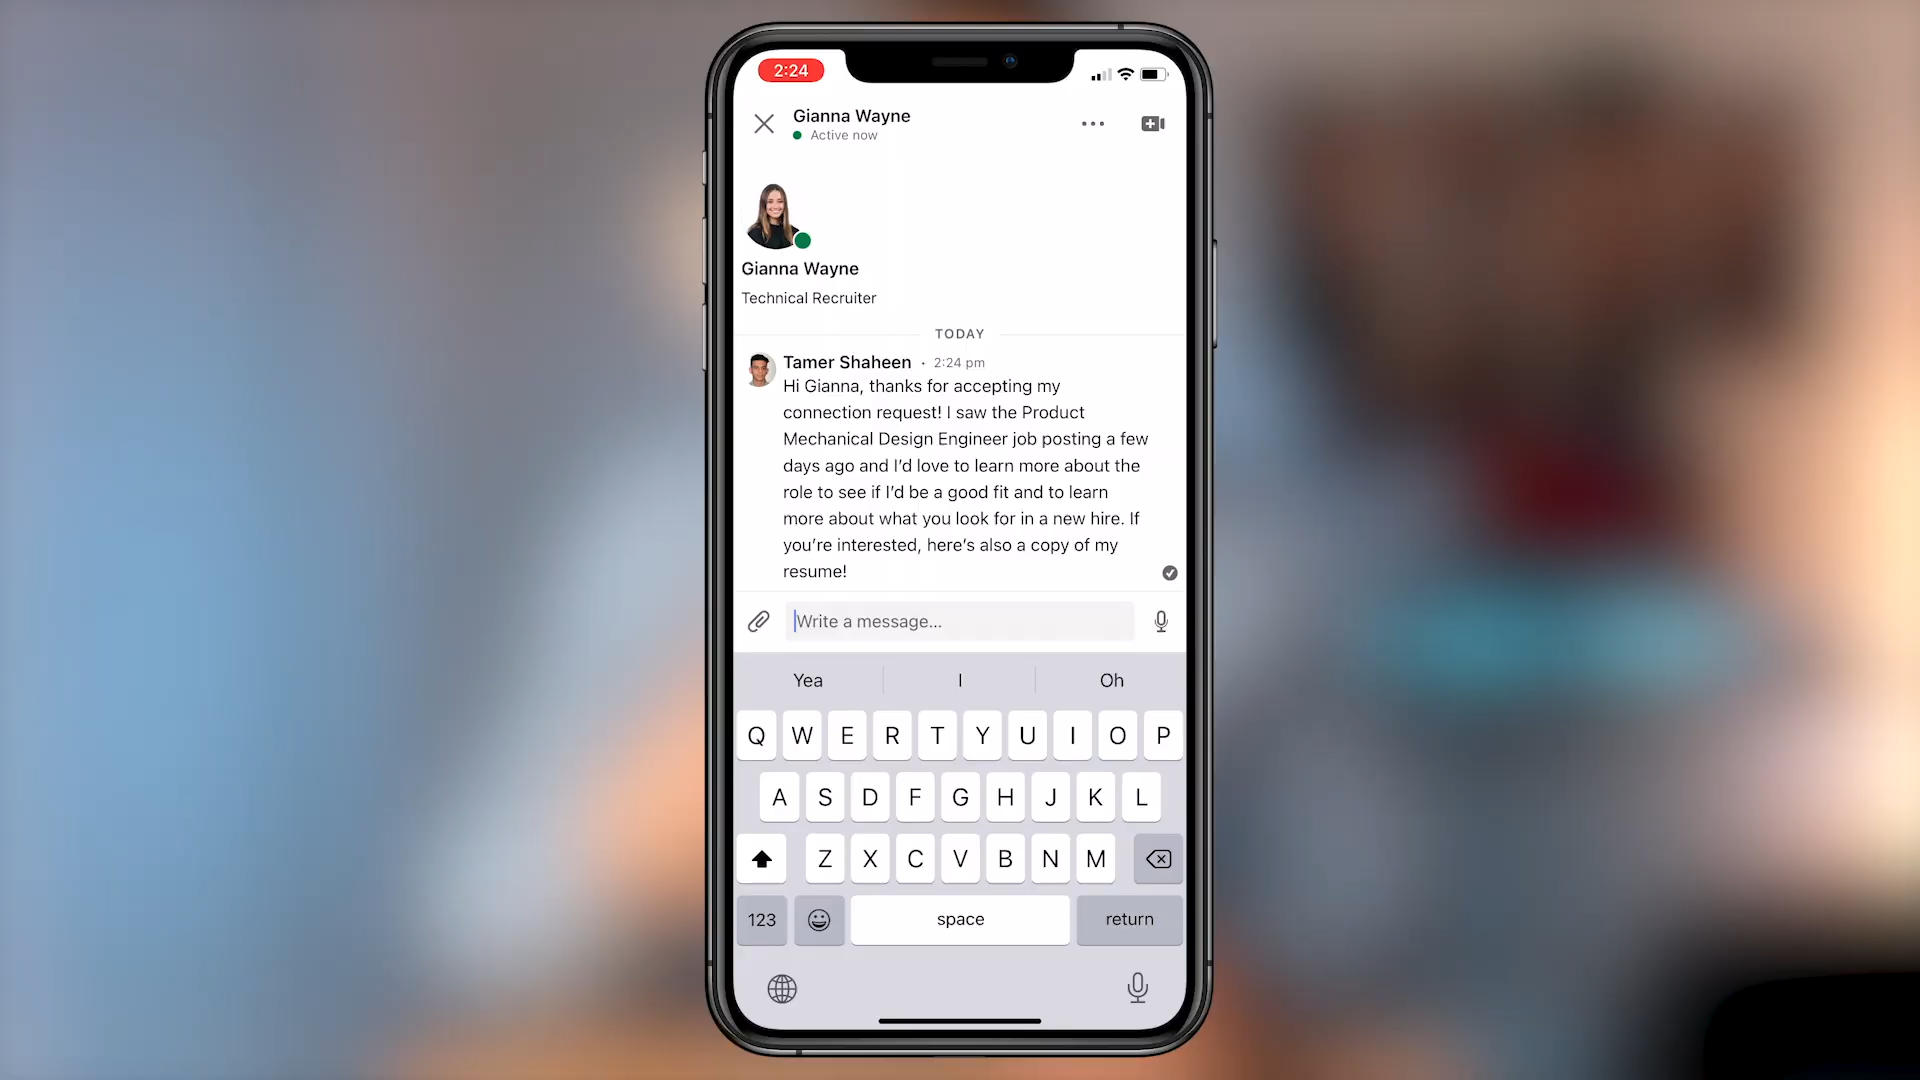 2:24
Gianna Wayne
Active now
Gianna Wayne
Technical Recruiter
TODAY
Tamer Shaheen • 2:24 pm
Hi Gianna, thanks for accepting my
connection request! I saw the Product
Mechanical Design Engineer job posting a few
days ago and I’d love to learn more about the
role to see if I’d be a good fit and to learn
more about what you look for in a new hire. If
you’re interested, here’s also a copy of my
resume!
Write a message...
Yea I Oh
Q W E R T Y U I O P
A S D F G H J K L
Z X C V B N M
123 space return